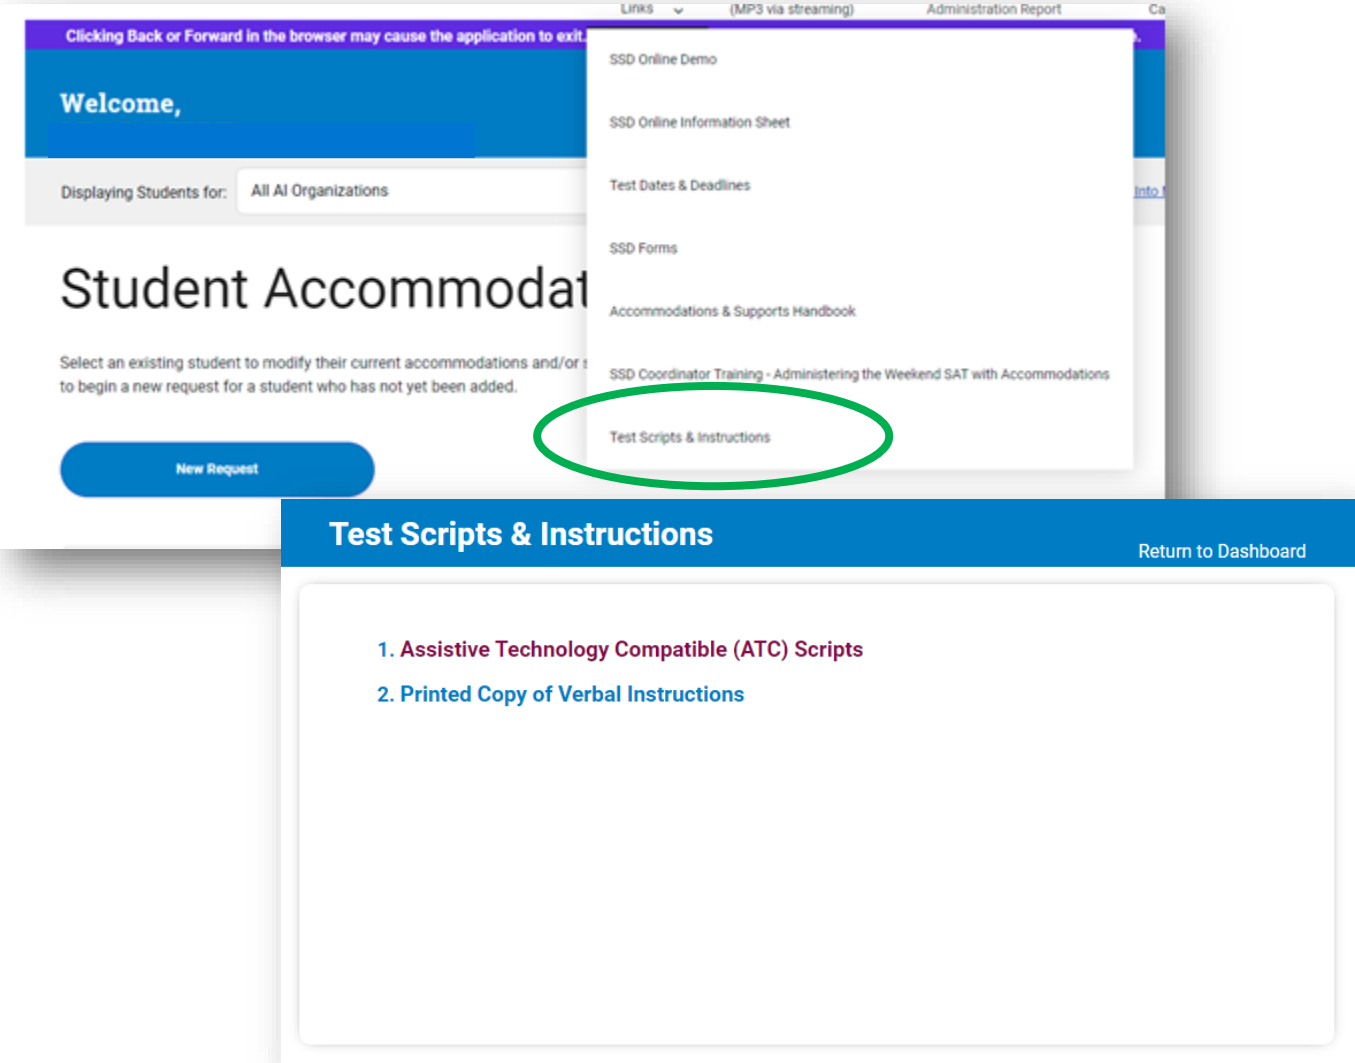 Links (MP3 via streaming) Administration Report Ca
Clicking Back or Forward in the browser may cause the application to exit.
Welcome,
Displaying Students for: All AI Organizations
Into
Student Accommodat
Select an existing student to modify their current accommodations and/or s
to begin a new request for a student who has not yet been added.
New Request
SSD Online Demo
SSD Online Information Sheet
Test Dates & Deadlines
SSD Forms
Accommodations & Supports Handbook
SSD Coordinator Training - Administering the Weekend SAT with Accommodations
Test Scripts & Instructions
Test Scripts & Instructions
Return to Dashboard
1. Assistive Technology Compatible (ATC) Scripts
2. Printed Copy of Verbal Instructions